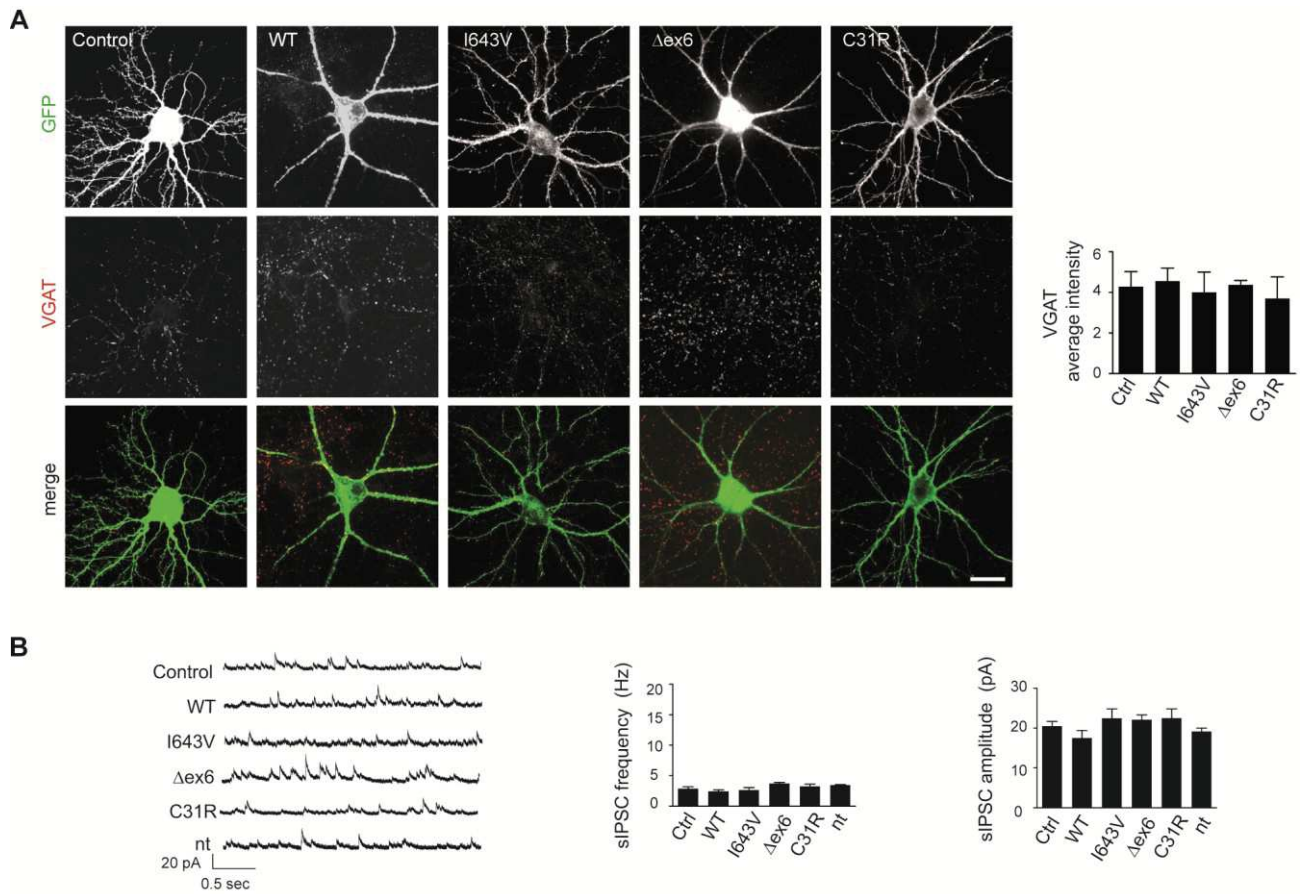 A
Control
WT
I643V
Δex6
C31R
GFP
VGAT
merge
VGAT
average intensity
6
4
2
0
Ctrl
WT
I643V
Δex6
C31R
B
Control
WT
I643V
Δex6
C31R
nt
20 pA
0.5 sec
sIPSC frequency (Hz)
20
15
10
5
0
Ctrl
WT
I643V
Δex6
C31R
nt
sIPSC amplitude (pA)
30
20
10
0
Ctrl
WT
I643V
Δex6
C31R
nt